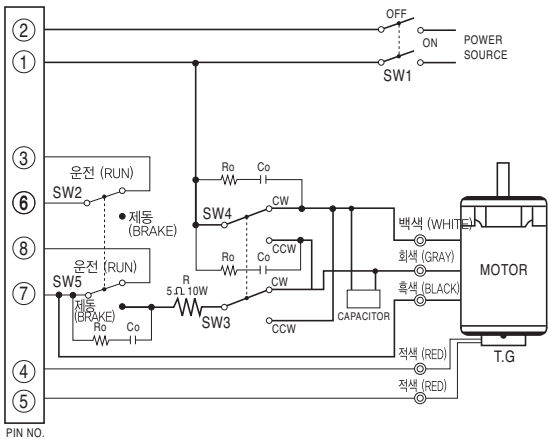 OFF
②
ON
POWER
SOURCE
①
SW1
③
운전 (RUN)
Ro
Co
SW2
⑥
제동
(BRAKE)
SW4
CW
CCW
백색 (WHITE)
회색 (GRAY)
MOTOR
⑧
운전 (RUN)
Ro
Co
SW5
⑦
제동
(BRAKE)
Ro
Co
R
5Ω 10W
SW3
CW
CCW
CAPACITOR
흑색 (BLACK)
적색 (RED)
T.G
④
적색 (RED)
⑤
PIN NO.